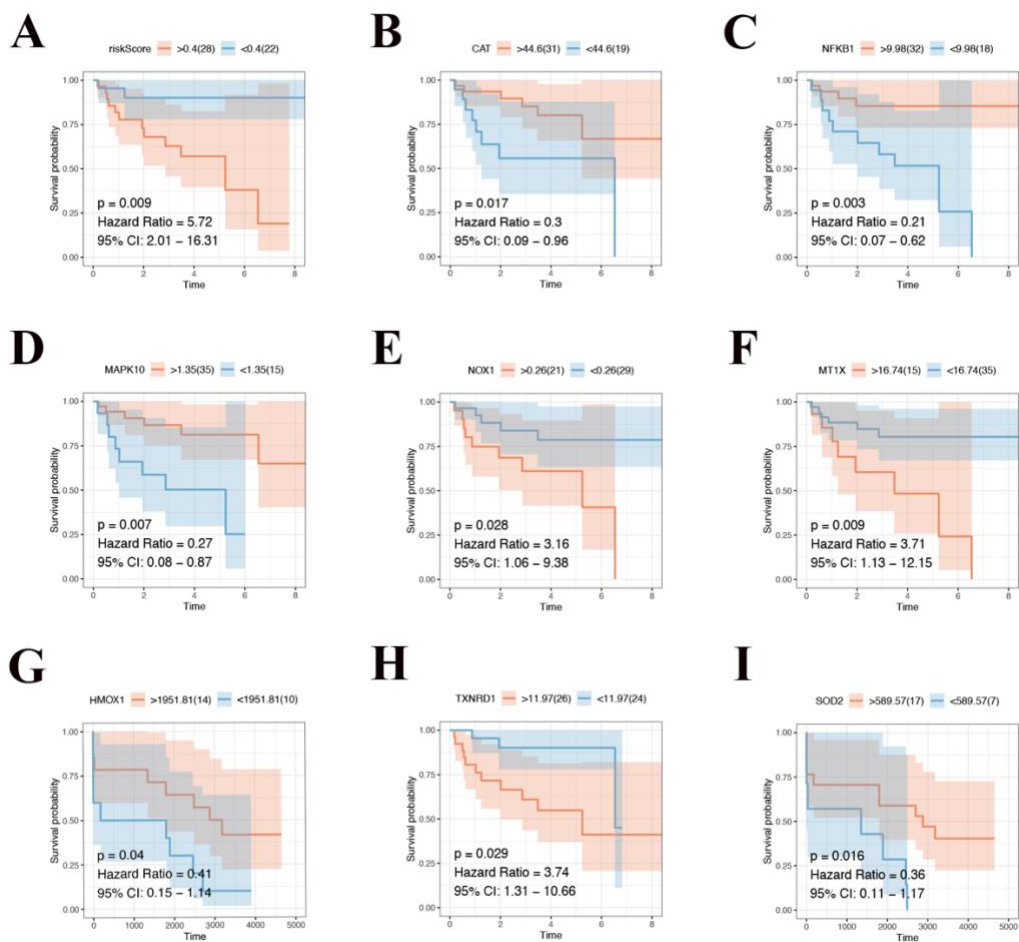 A
riskScore >0.4(28) <0.4(22)
Survival probability
1.00
0.75
0.50
0.25
0.00
p = 0.009
Hazard Ratio = 5.72
95% CI: 2.01 – 16.31
0 2 4 6 8
Time
B
CAT >44.6(31) <44.6(19)
Survival probability
1.00
0.75
0.50
0.25
0.00
p = 0.017
Hazard Ratio = 0.3
95% CI: 0.09 – 0.96
0 2 4 6 8
Time
C
NFKB1 >9.98(32) <9.98(18)
Survival probability
1.00
0.75
0.50
0.25
0.00
p = 0.003
Hazard Ratio = 0.21
95% CI: 0.07 – 0.62
0 2 4 6 8
Time
D
MAPK10 >1.35(35) <1.35(15)
Survival probability
1.00
0.75
0.50
0.25
0.00
p = 0.007
Hazard Ratio = 0.27
95% CI: 0.08 – 0.87
0 2 4 6 8
Time
E
NOX1 >0.26(21) <0.26(29)
Survival probability
1.00
0.75
0.50
0.25
0.00
p = 0.028
Hazard Ratio = 3.16
95% CI: 1.06 – 9.38
0 2 4 6 8
Time
F
MT1X >16.74(15) <16.74(35)
Survival probability
1.00
0.75
0.50
0.25
0.00
p = 0.009
Hazard Ratio = 3.71
95% CI: 1.13 – 12.15
0 2 4 6 8
Time
G
HMOX1 >1951.81(14) <1951.81(10)
Survival probability
1.00
0.75
0.50
0.25
0.00
p = 0.04
Hazard Ratio = 0.41
95% CI: 0.15 – 1.14
0 1000 2000 3000 4000 5000
Time
H
TXNRD1 >11.97(26) <11.97(24)
Survival probability
1.00
0.75
0.50
0.25
0.00
p = 0.029
Hazard Ratio = 3.74
95% CI: 1.31 – 10.66
0 2 4 6 8
Time
I
SOD2 >589.57(17) <589.57(7)
Survival probability
1.00
0.75
0.50
0.25
0.00
p = 0.016
Hazard Ratio = 0.36
95% CI: 0.11 – 1.17
0 1000 2000 3000 4000 5000
Time